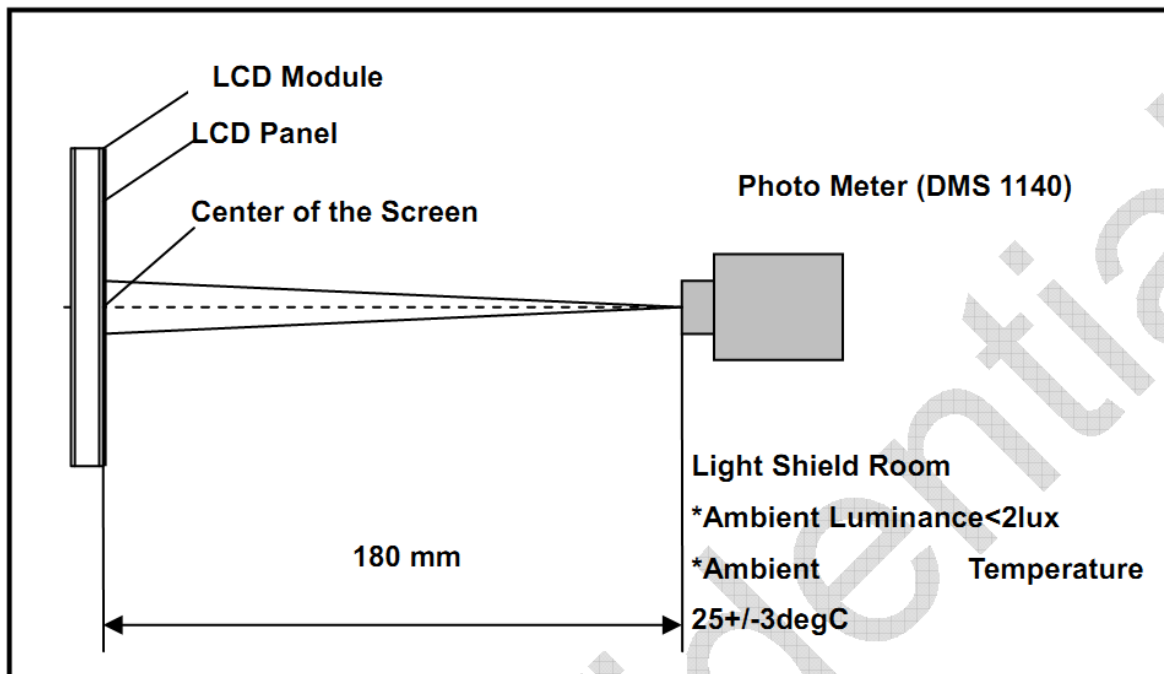 LCD Module
LCD Panel
Center of the Screen
Photo Meter (DMS 1140)
Light Shield Room
*Ambient Luminance<2lux
*Ambient Temperature
25+/-3degC
180 mm